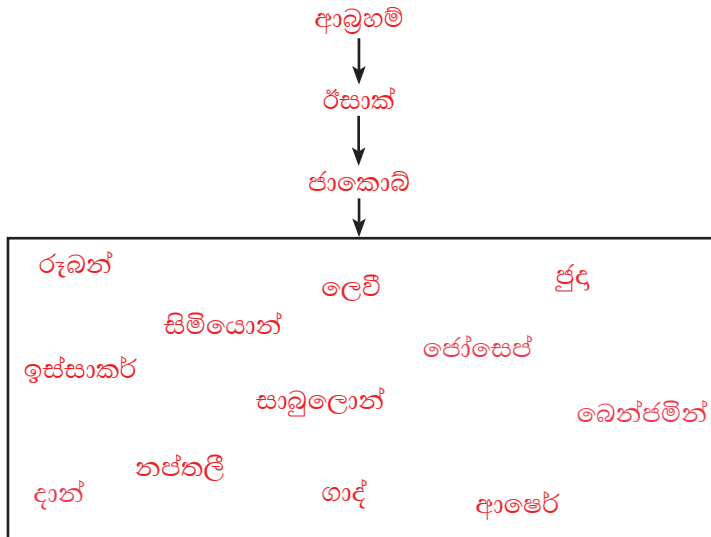 ආබ්‍රහම්
ඊසාක්
ජාකොබ්
රූබන්
ලෙවී
ජුදා
සිමියොන්
ජෝසෙප්
ඉස්සාකර්
සාබුලොන්
බෙන්ජමින්
නප්තලී
දාන්
ගාද්
ආෂෙර්